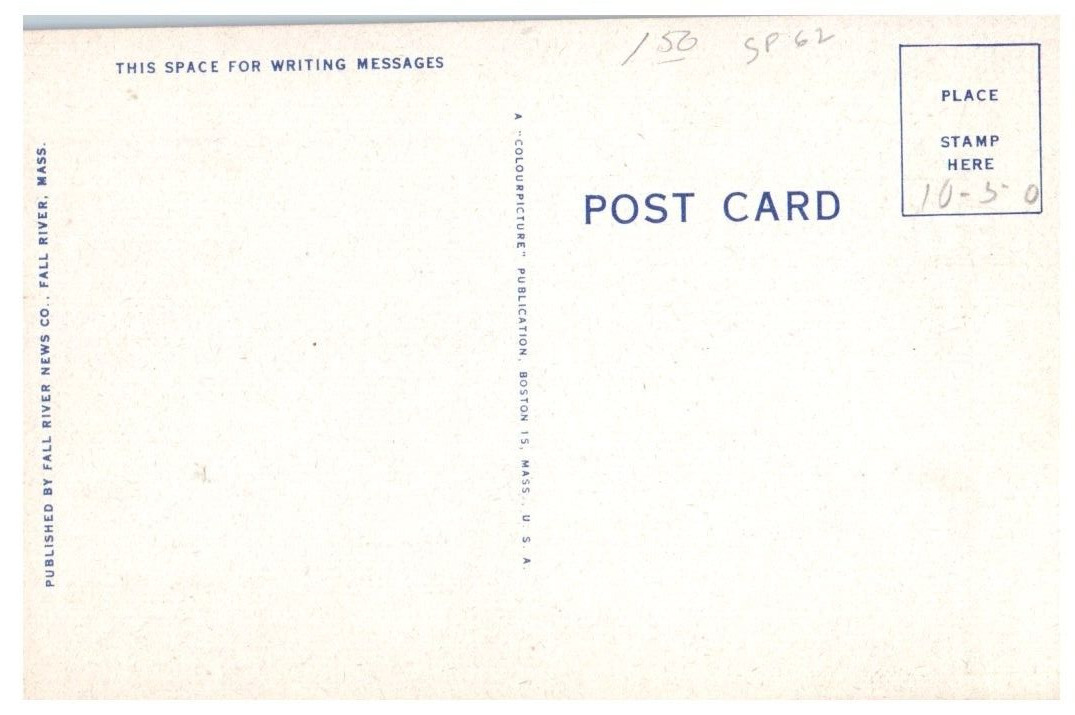 THIS SPACE FOR WRITING MESSAGES
PUBLISHED BY FALL RIVER NEWS CO., FALL RIVER, MASS.
A "COLOURPICTURE" PUBLICATION, BOSTON 15, MASS., U. S. A.
150 SP 62
POST CARD
PLACE
STAMP
HERE
10-5-0